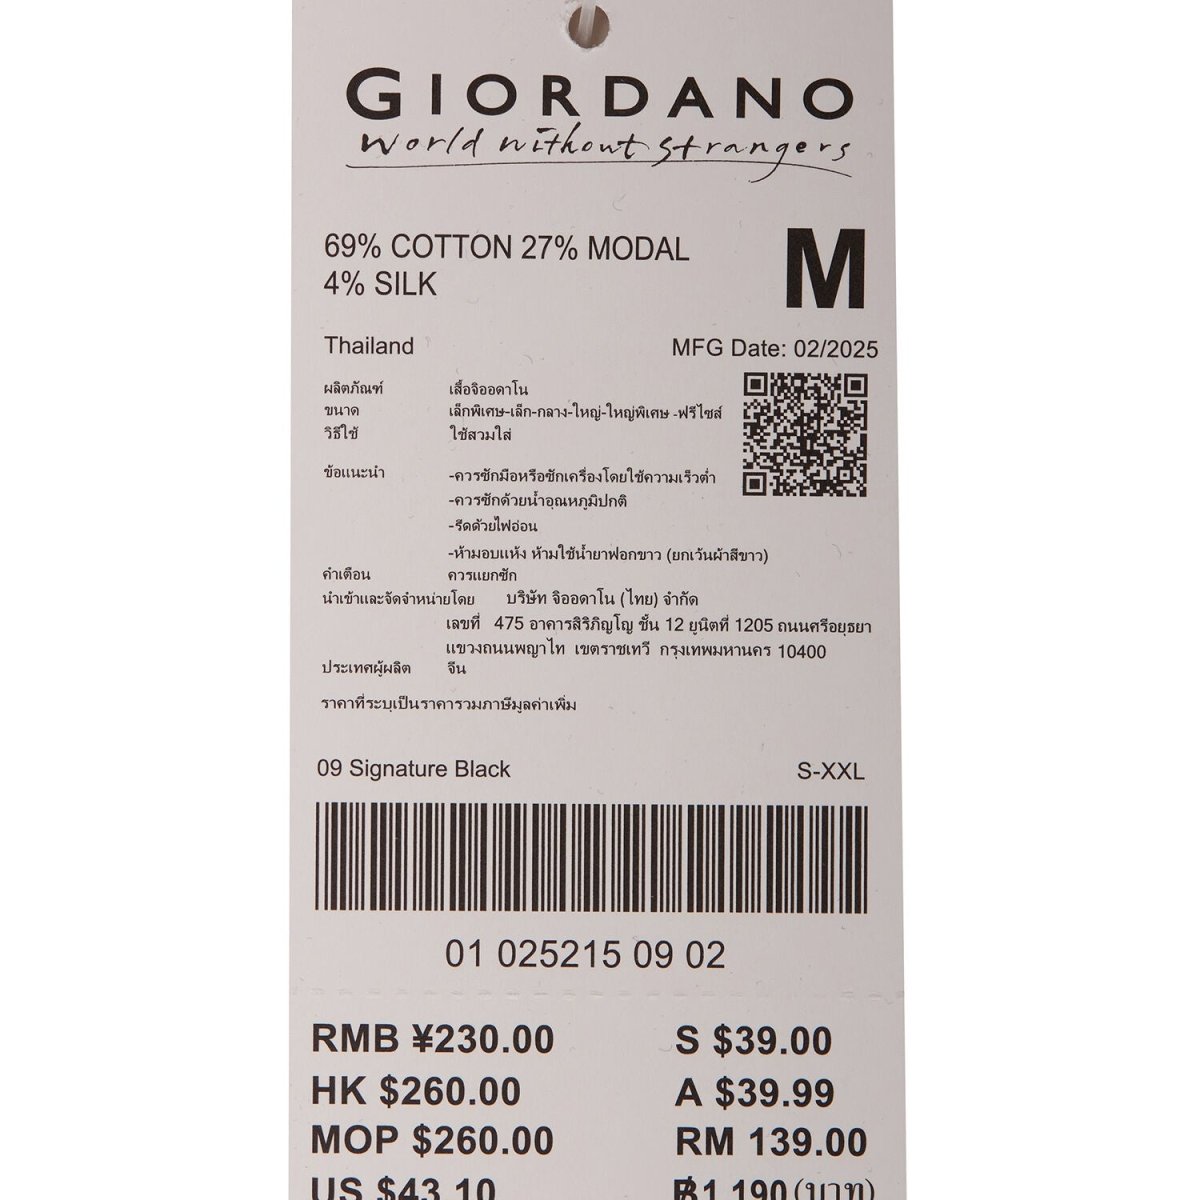 GIORDANO
World without strangers
69% COTTON 27% MODAL
4% SILK
M
Thailand
MFG Date: 02/2025
ผลิตภัณฑ์ เสื้อจิออดาโน
ขนาด เล็กพิเศษ-เล็ก-กลาง-ใหญ่-ใหญ่พิเศษ -ฟรีไซส์
วิธีใช้ ใช้สวมใส่
ข้อแนะนำ -ควรซักมือหรือซักเครื่องโดยใช้ความเร็วต่ำ
-ควรซักด้วยน้ำอุณหภูมิปกติ
-รีดด้วยไฟอ่อน
-ห้ามอบแห้ง ห้ามใช้น้ำยาฟอกขาว (ยกเว้นผ้าสีขาว)
คำเตือน ควรแยกซัก
นำเข้าและจัดจำหน่ายโดย บริษัท จิออดาโน (ไทย) จำกัด
เลขที่ 475 อาคารสิริภิญโญ ชั้น 12 ยูนิตที่ 1205 ถนนศรีอยุธยา
แขวงถนนพญาไท เขตราชเทวี กรุงเทพมหานคร 10400
ประเทศผู้ผลิต จีน
ราคาที่ระบุเป็นราคารวมภาษีมูลค่าเพิ่ม
09 Signature Black
S-XXL
01 025215 09 02
RMB ¥230.00 S $39.00
HK $260.00 A $39.99
MOP $260.00 RM 139.00
US $43.10 ฿1,190 (บาท)